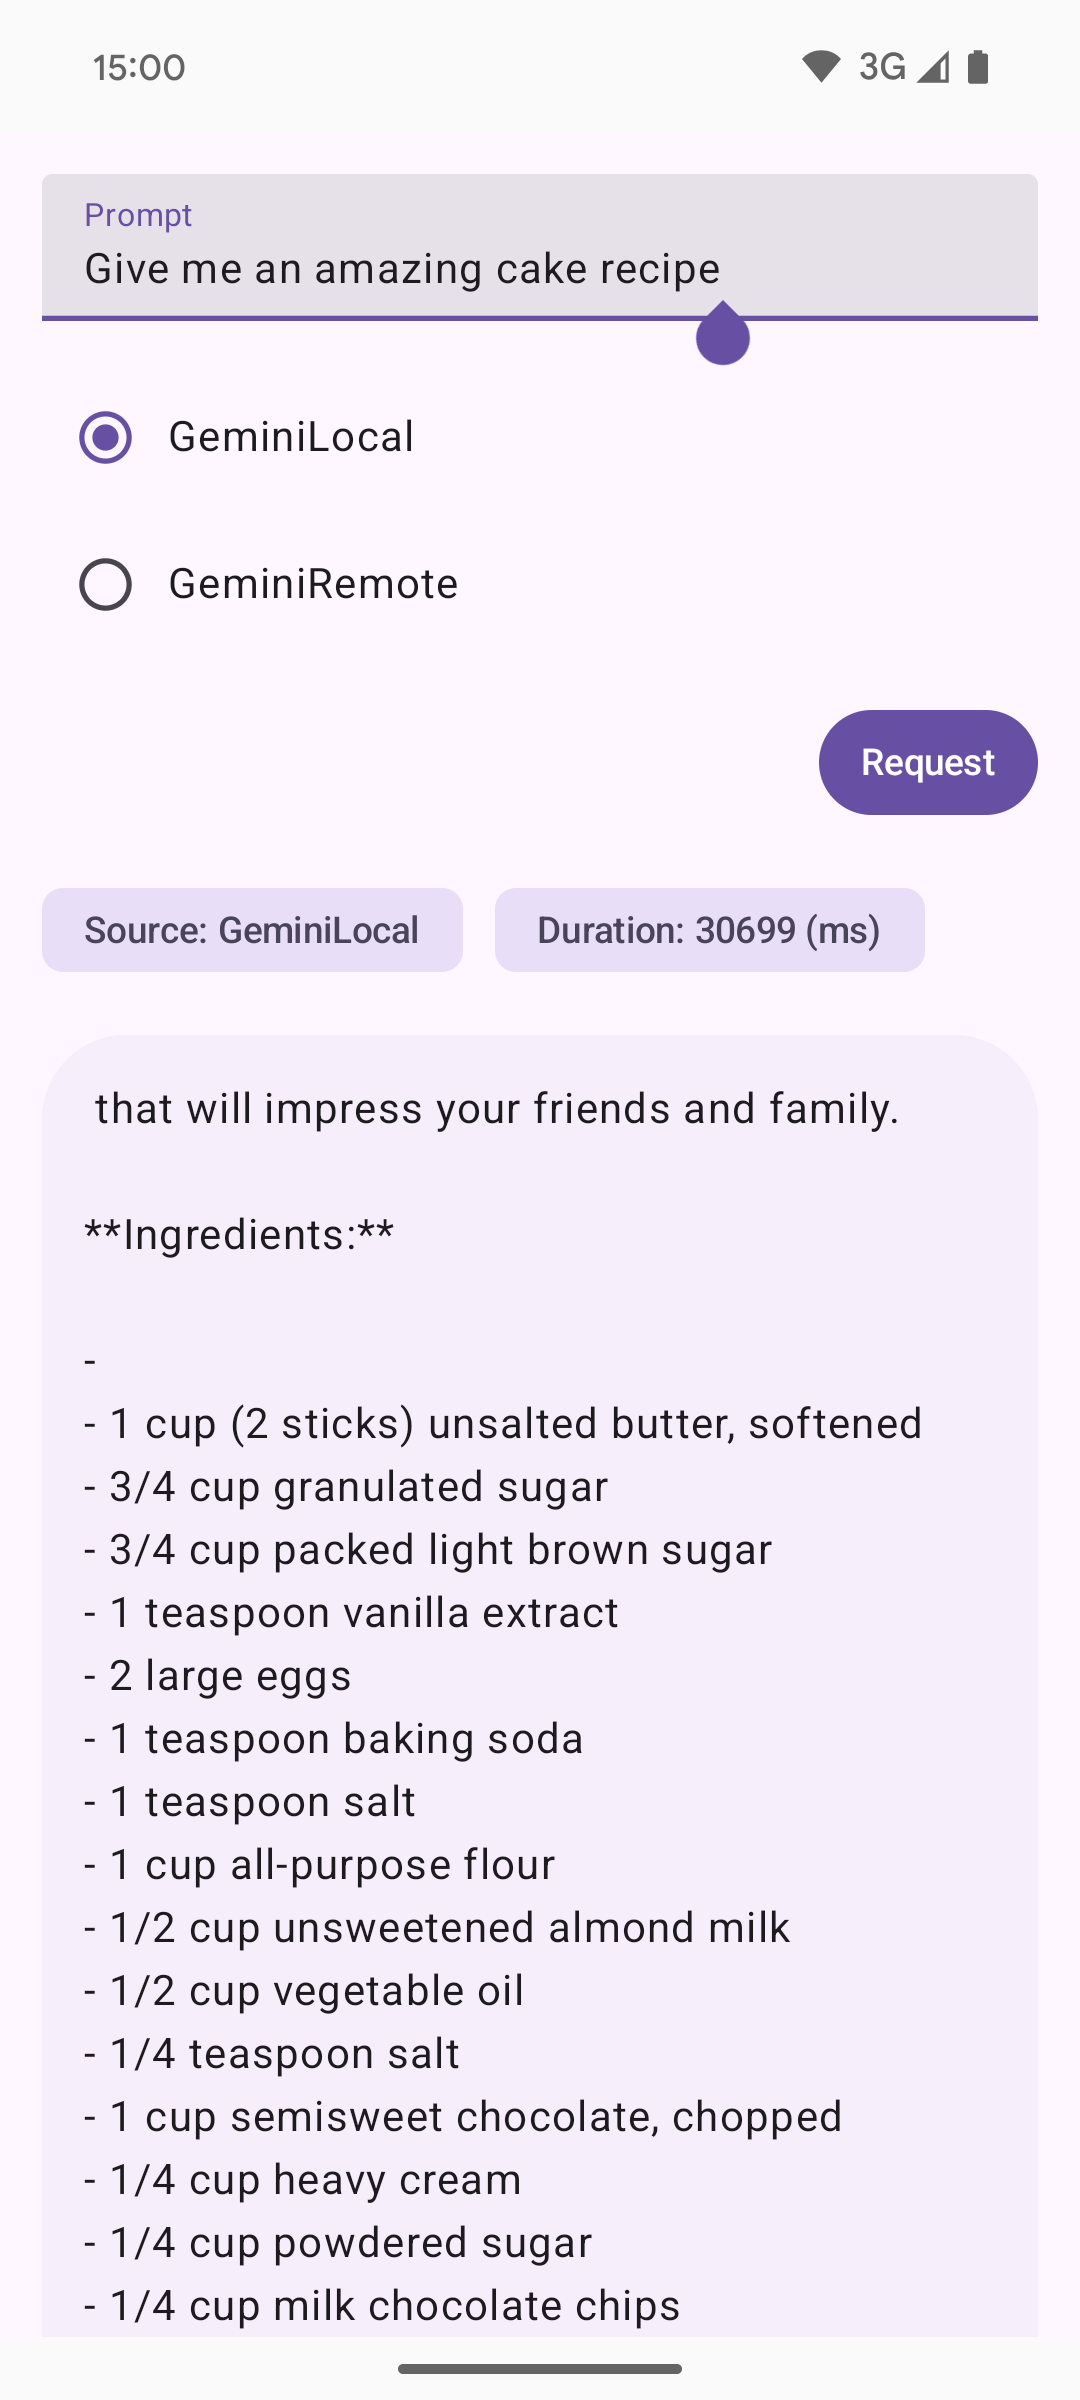 15:00
3G
Prompt
Give me an amazing cake recipe
GeminiLocal
GeminiRemote
Request
Source: GeminiLocal
Duration: 30699 (ms)
that will impress your friends and family.
**Ingredients:**
-
- 1 cup (2 sticks) unsalted butter, softened
- 3/4 cup granulated sugar
- 3/4 cup packed light brown sugar
- 1 teaspoon vanilla extract
- 2 large eggs
- 1 teaspoon baking soda
- 1 teaspoon salt
- 1 cup all-purpose flour
- 1/2 cup unsweetened almond milk
- 1/2 cup vegetable oil
- 1/4 teaspoon salt
- 1 cup semisweet chocolate, chopped
- 1/4 cup heavy cream
- 1/4 cup powdered sugar
- 1/4 cup milk chocolate chips